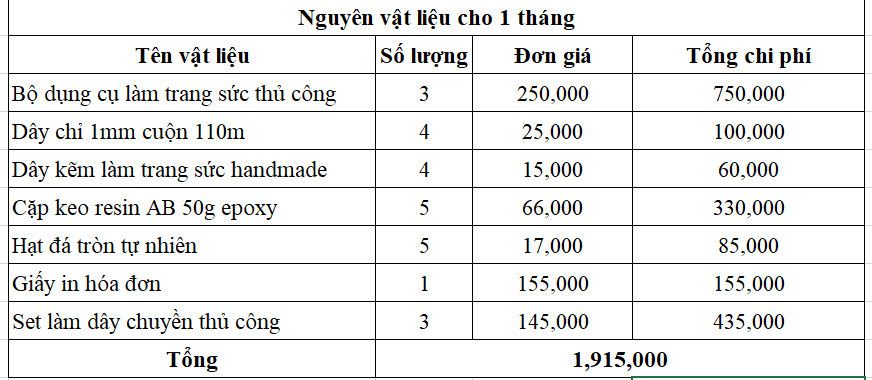 Nguyên vật liệu cho 1 tháng
Tên vật liệu Số lượng Đơn giá Tổng chi phí
Bộ dụng cụ làm trang sức thủ công 3 250,000 750,000
Dây chỉ 1mm cuộn 110m 4 25,000 100,000
Dây kẽm làm trang sức handmade 4 15,000 60,000
Cặp keo resin AB 50g epoxy 5 66,000 330,000
Hạt đá tròn tự nhiên 5 17,000 85,000
Giấy in hóa đơn 1 155,000 155,000
Set làm dây chuyền thủ công 3 145,000 435,000
Tổng 1,915,000